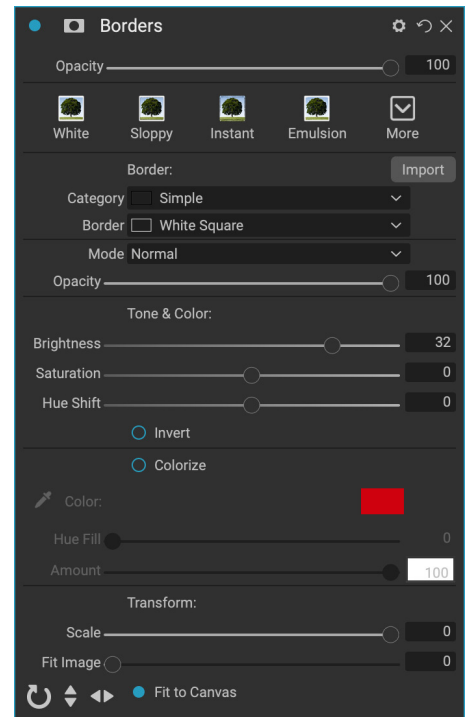 Borders
Opacity 100
White Sloppy Instant Emulsion More
Border: Import
Category Simple
Border White Square
Mode Normal
Opacity 100
Tone & Color:
Brightness 32
Saturation 0
Hue Shift 0
Invert
Colorize
Color:
Hue Fill 0
Amount 100
Transform:
Scale 0
Fit Image 0
Fit to Canvas